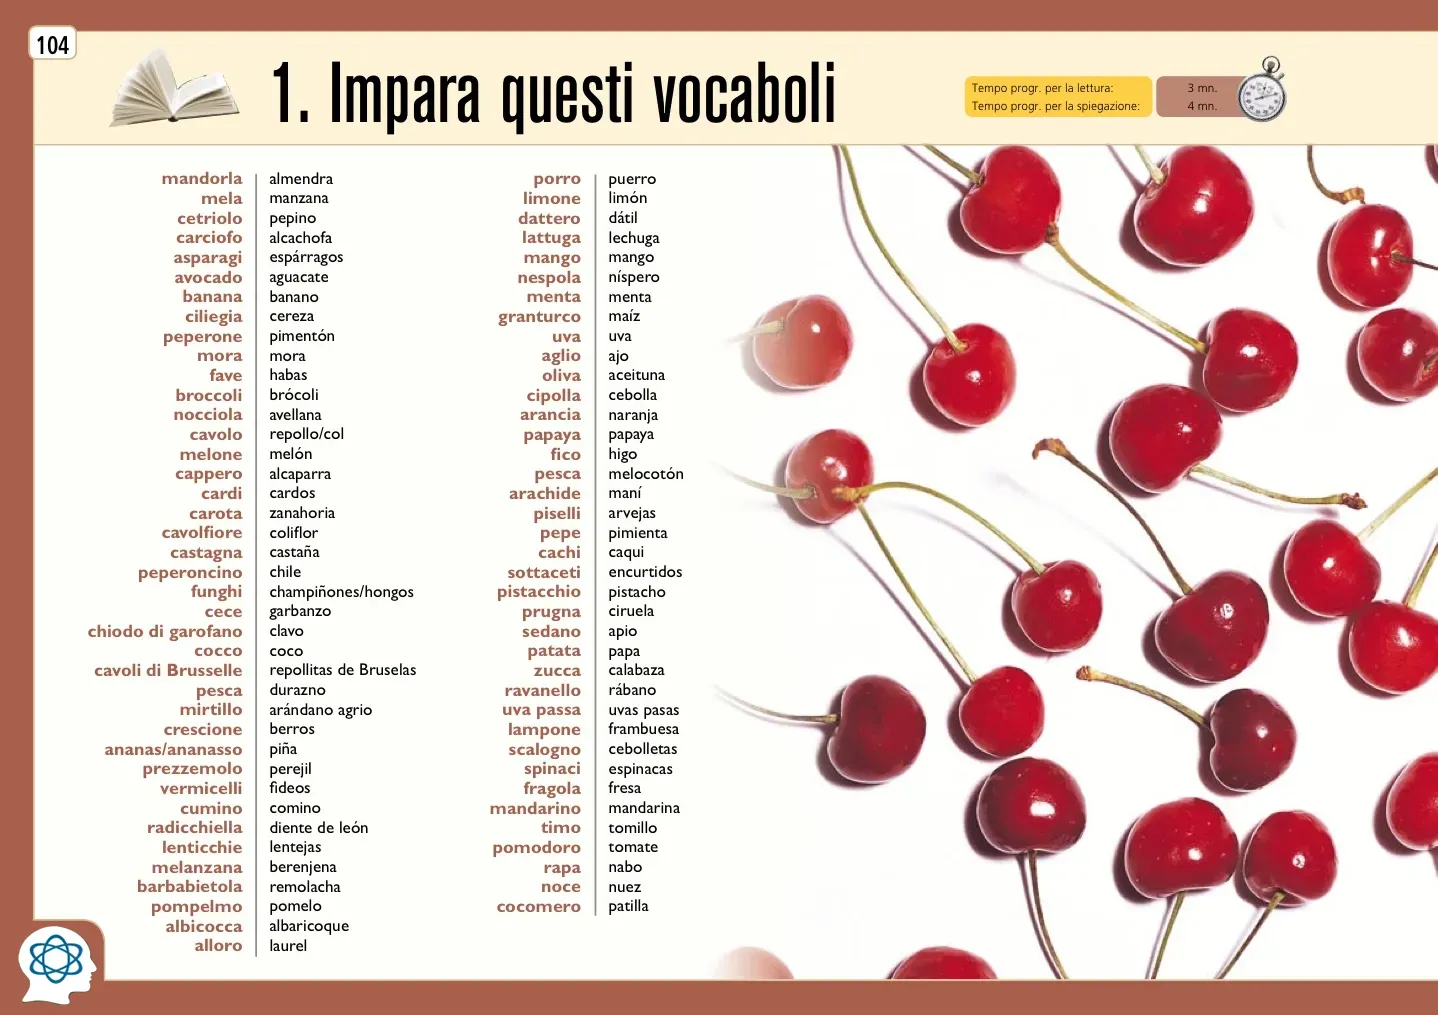 104
1. Impara questi vocaboli
Tempo progr. per la lettura: 3 mn.
Tempo progr. per la spiegazione: 4 mn.
mandorla almendra
mela manzana
cetriolo pepino
carciofo alcachofa
asparagi espárragos
avocado aguacate
banana banano
ciliegia cereza
peperone pimentón
mora mora
fave habas
broccoli brócoli
nocciola avellana
cavolo repollo/col
melone melón
cappero alcaparra
cardi cardos
carota zanahoria
cavolfiore coliflor
castagna castaña
peperoncino chile
funghi champiñones/hongos
cece garbanzo
chiodo di garofano clavo
cocco coco
cavoli di Brusselle repollitas de Bruselas
pesca durazno
mirtillo arándano agrio
crescione berros
ananas/ananasso piña
prezzemolo perejil
vermicelli fideos
cumino comino
radicchiella diente de león
lenticchie lentejas
melanzana berenjena
barbabietola remolacha
pompelmo pomelo
albicocca albaricoque
alloro laurel
porro puerro
limone limón
dattero dátil
lattuga lechuga
mango mango
nespola níspero
menta menta
granturco maíz
uva uva
aglio ajo
oliva aceituna
cipolla cebolla
arancia naranja
papaya papaya
fico higo
pesca melocotón
arachide maní
piselli arvejas
pepe pimienta
cachi caqui
sottaceti encurtidos
pistacchio pistacho
prugna ciruela
sedano apio
patata papa
zucca calabaza
ravanello rábano
uva passa uvas pasas
lampone frambuesa
scalogno cebolletas
spinaci espinacas
fragola fresa
mandarino mandarina
timo tomillo
pomodoro tomate
rapa nabo
noce nuez
cocomero patilla